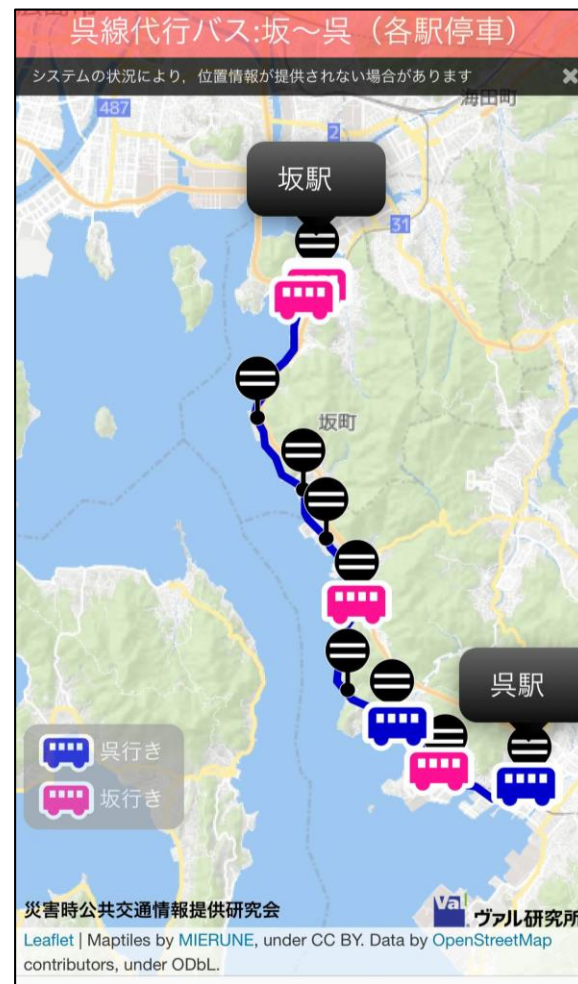 呉線代行バス:坂～呉（各駅停車）
システムの状況により，位置情報が提供されない場合があります
海田町
487
2
坂駅
31
坂町
呉駅
呉行き
坂行き
災害時公共交通情報提供研究会
Val
ヴァル研究所
Leaflet | Maptiles by MIERUNE, under CC BY. Data by OpenStreetMap
contributors, under ODbL.